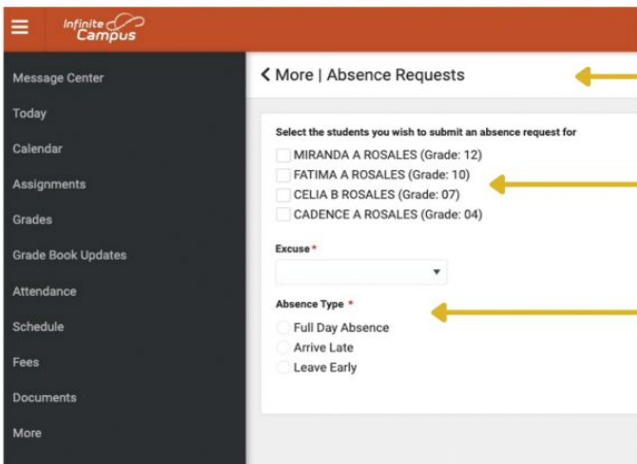 Infinite
Campus
Message Center
Today
Calendar
Assignments
Grades
Grade Book Updates
Attendance
Schedule
Fees
Documents
More
More | Absence Requests
Select the students you wish to submit an absence request for
MIRANDA A ROSALES (Grade: 12)
FATIMA A ROSALES (Grade: 10)
CELIA B ROSALES (Grade: 07)
CADENCE A ROSALES (Grade: 04)
Excuse *
Absence Type *
Full Day Absence
Arrive Late
Leave Early